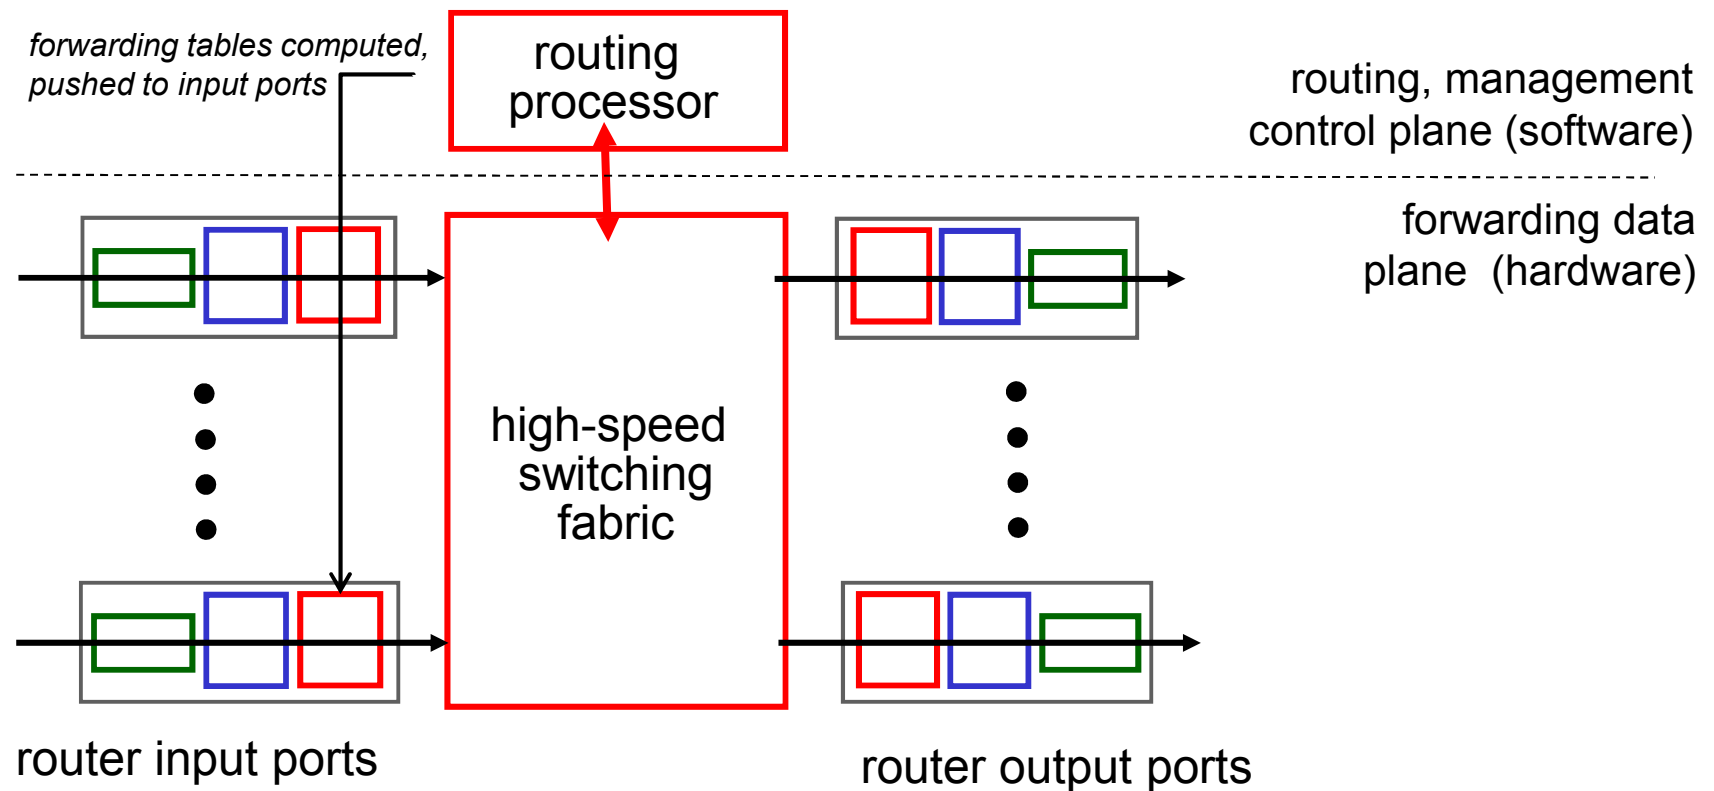 forwarding tables computed,
pushed to input ports
routing
processor
routing, management
control plane (software)
forwarding data
plane (hardware)
high-speed
switching
fabric
router input ports
router output ports